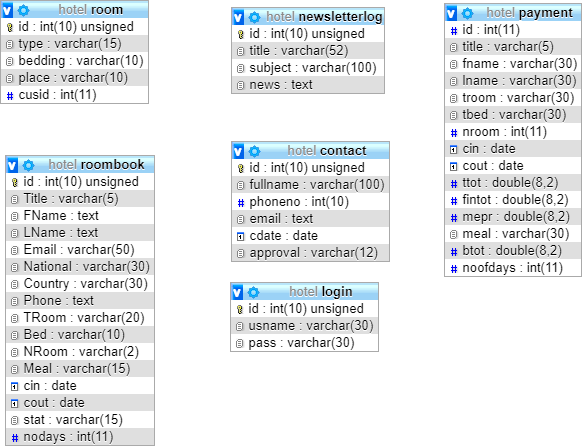 hotel room
id : int(10) unsigned
type : varchar(15)
bedding : varchar(10)
place : varchar(10)
cusid : int(11)
hotel newsletterlog
id : int(10) unsigned
title : varchar(52)
subject : varchar(100)
news : text
hotel payment
id : int(11)
title : varchar(5)
fname : varchar(30)
lname : varchar(30)
troom : varchar(30)
tbed : varchar(30)
nroom : int(11)
cin : date
cout : date
ttot : double(8,2)
fintot : double(8,2)
mepr : double(8,2)
meal : varchar(30)
btot : double(8,2)
noofdays : int(11)
hotel contact
id : int(10) unsigned
fullname : varchar(100)
phoneno : int(10)
email : text
cdate : date
approval : varchar(12)
hotel roombook
id : int(10) unsigned
Title : varchar(5)
FName : text
LName : text
Email : varchar(50)
National : varchar(30)
Country : varchar(30)
Phone : text
TRoom : varchar(20)
Bed : varchar(10)
NRoom : varchar(2)
Meal : varchar(15)
cin : date
cout : date
stat : varchar(15)
nodays : int(11)
hotel login
id : int(10) unsigned
usname : varchar(30)
pass : varchar(30)